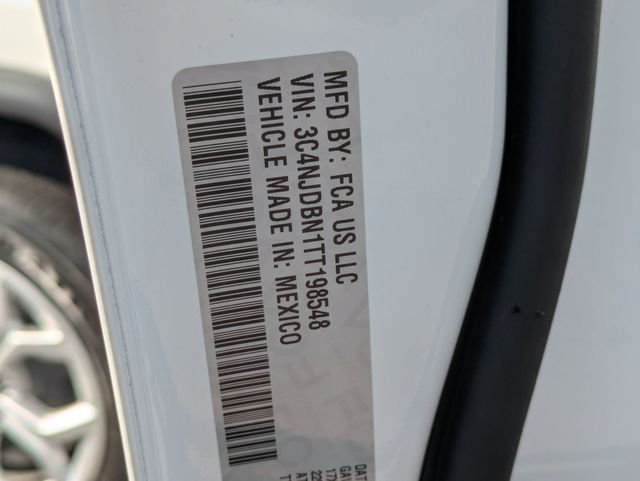 MFD BY: FCA US LLC
VIN: 3C4NJDBN1TT198548
VEHICLE MADE IN: MEXICO